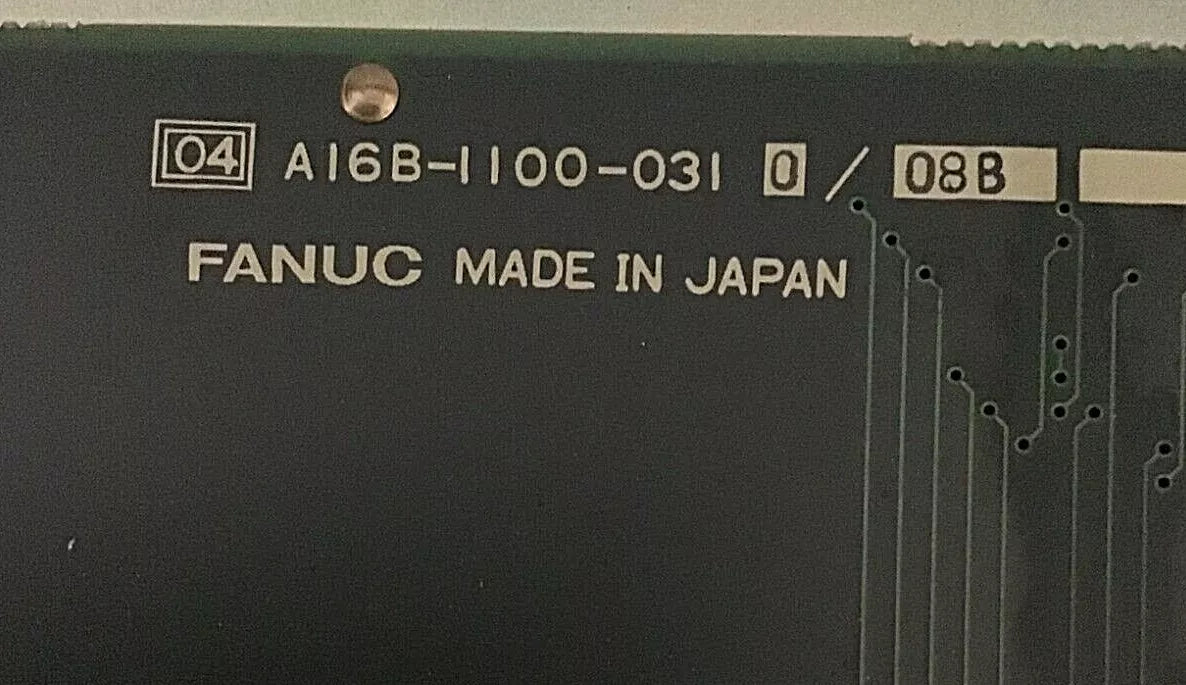 04 A16B-1100-031 0 / 08B
FANUC MADE IN JAPAN